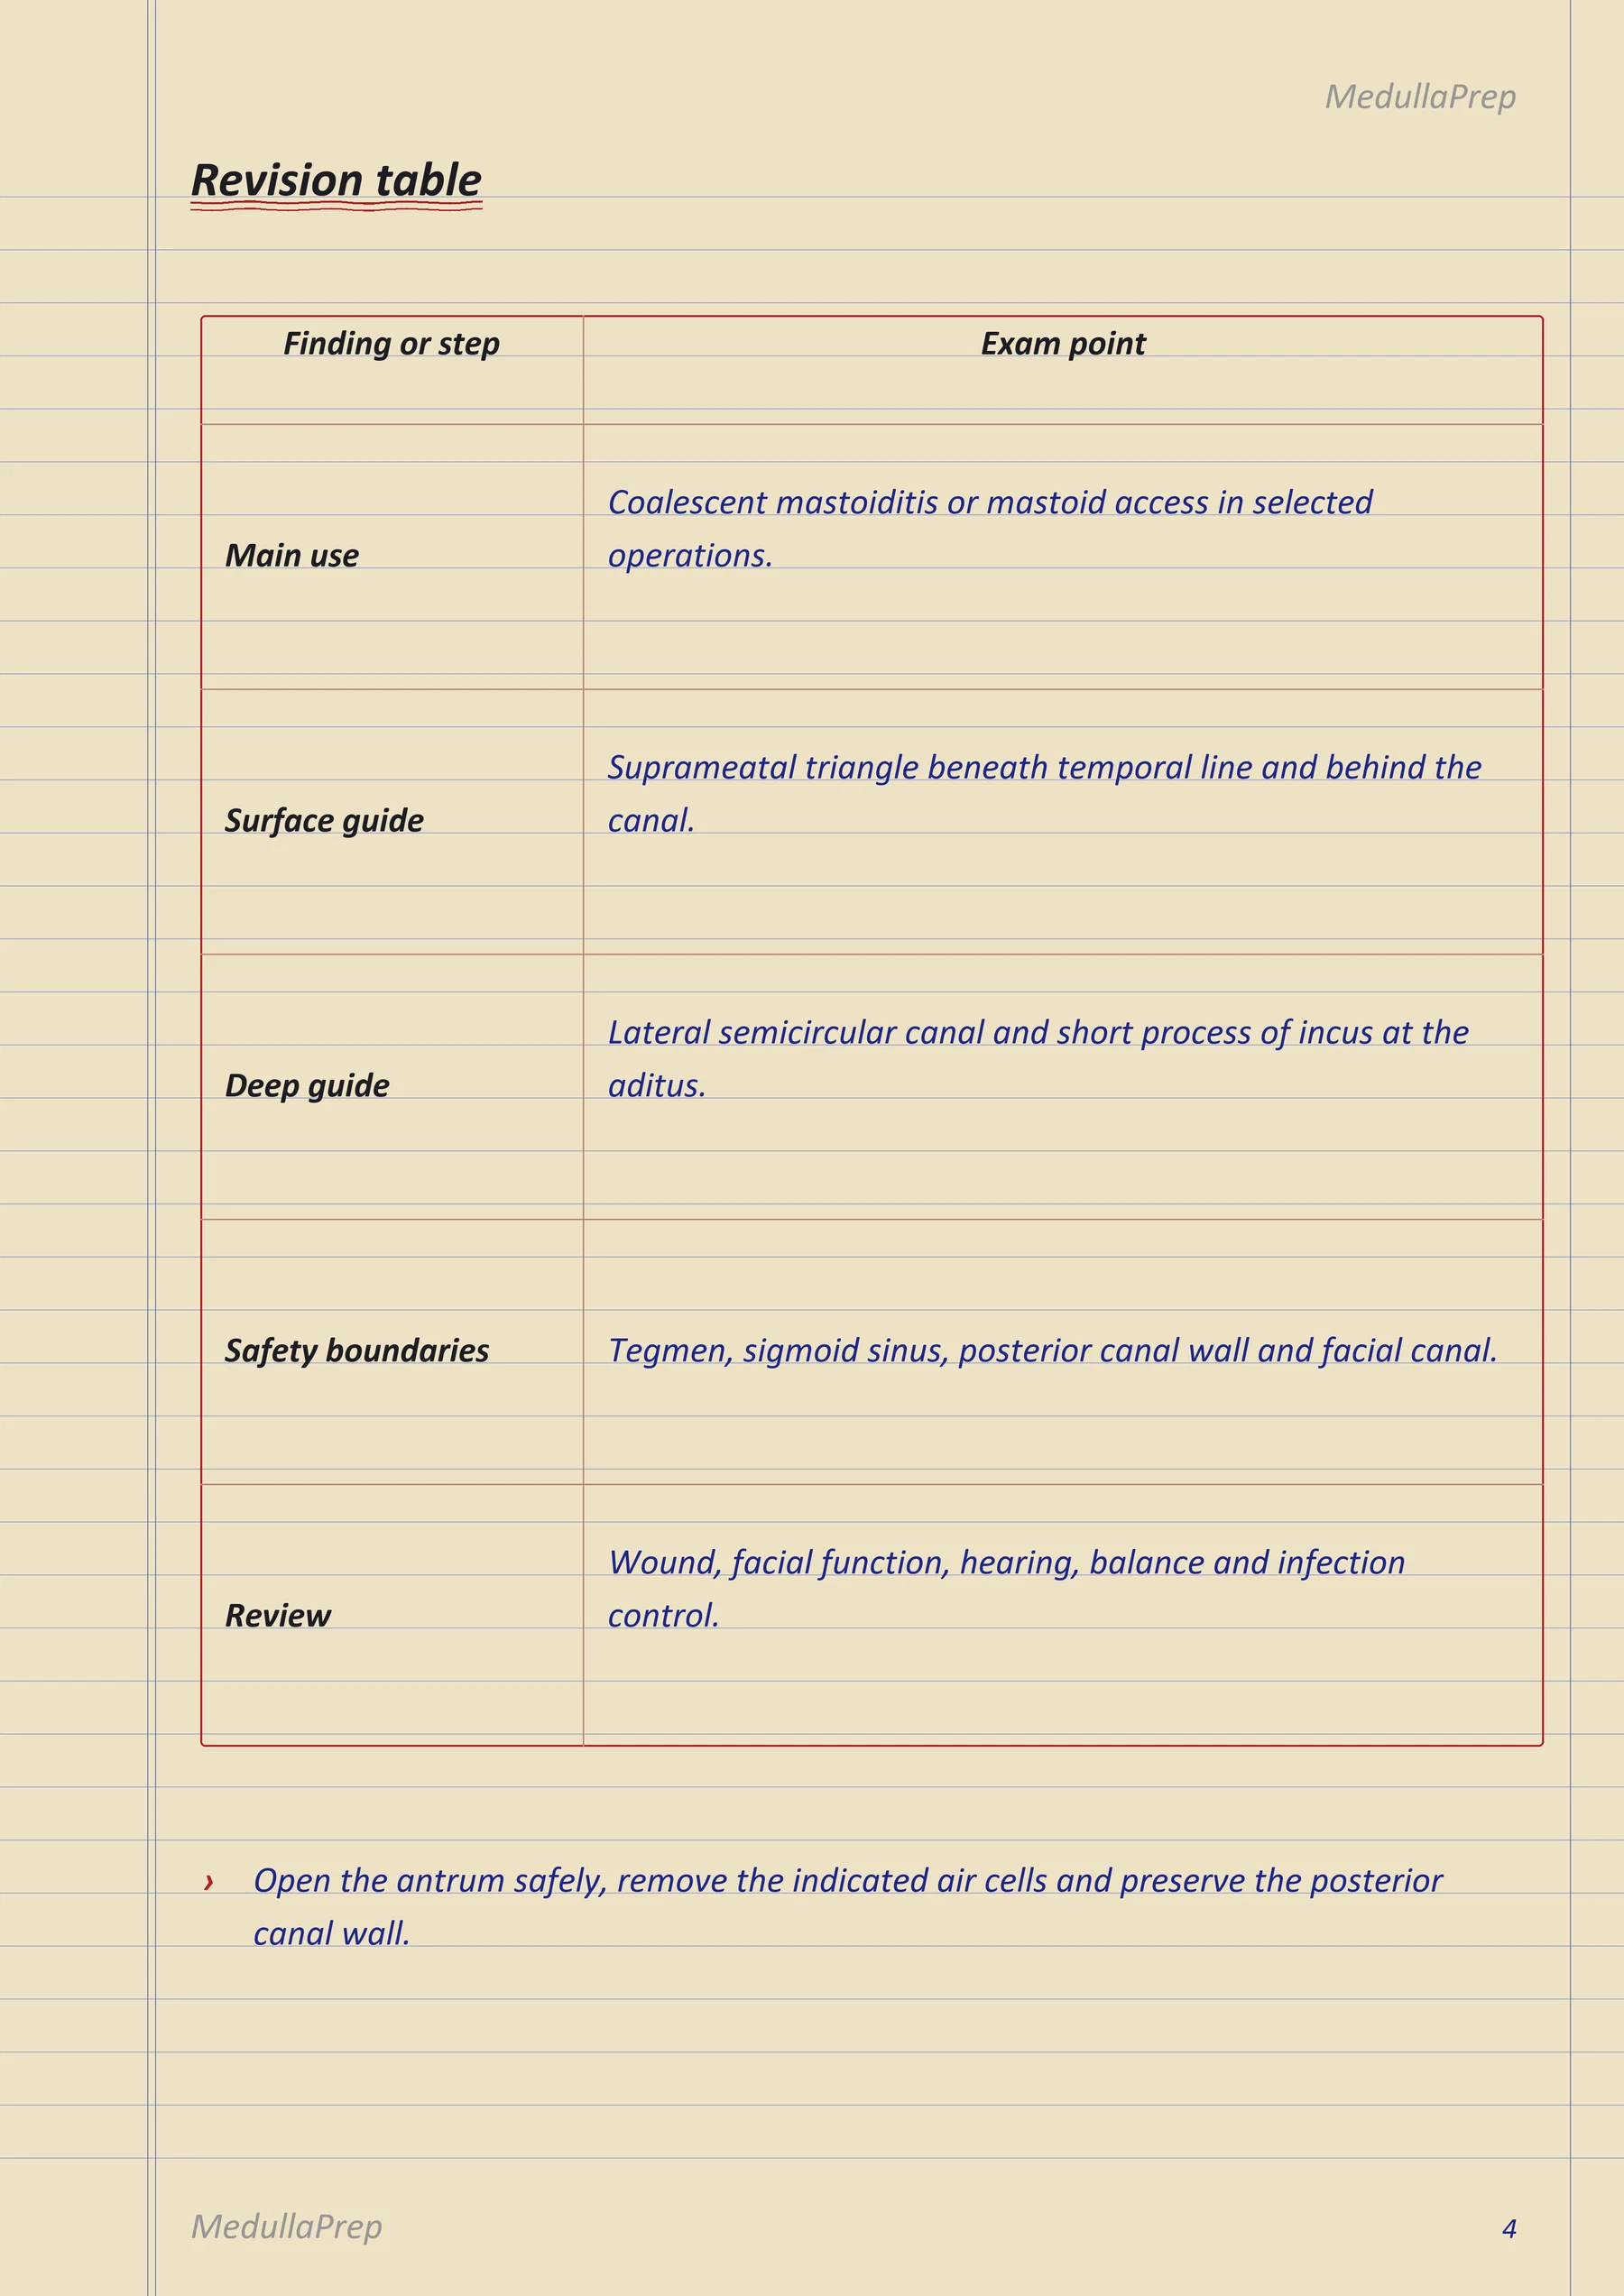 MedullaPrep
Revision table
Finding or step
Exam point
Main use
Coalescent mastoiditis or mastoid access in selected
operations.
Surface guide
Suprameatal triangle beneath temporal line and behind the
canal.
Deep guide
Lateral semicircular canal and short process of incus at the
aditus.
Safety boundaries
Tegmen, sigmoid sinus, posterior canal wall and facial canal.
Review
Wound, facial function, hearing, balance and infection
control.
› Open the antrum safely, remove the indicated air cells and preserve the posterior
canal wall.
MedullaPrep
4